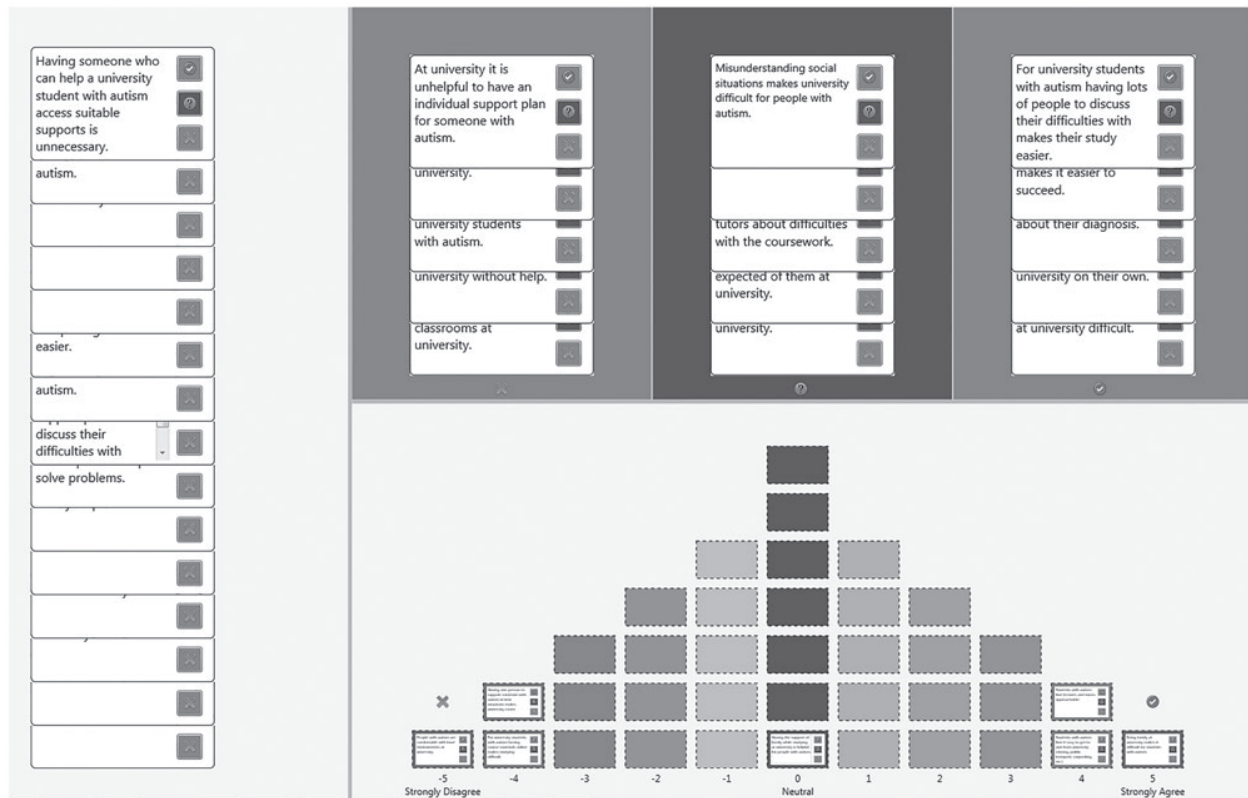 Having someone who
can help a university
student with autism
access suitable
supports is
unnecessary.
autism.
easier.
autism.
discuss their
difficulties with
solve problems.
At university it is
unhelpful to have an
individual support plan
for someone with
autism.
university.
university students
with autism.
university without help.
classrooms at
university.
Misunderstanding social
situations makes university
difficult for people with
autism.
tutors about difficulties
with the coursework.
expected of them at
university.
university.
For university students
with autism having lots
of people to discuss
their difficulties with
makes their study
easier.
makes it easier to
succeed.
about their diagnosis.
university on their own.
at university difficult.
-5
-4
-3
-2
-1
0
1
2
3
4
5
Strongly Disagree
Neutral
Strongly Agree